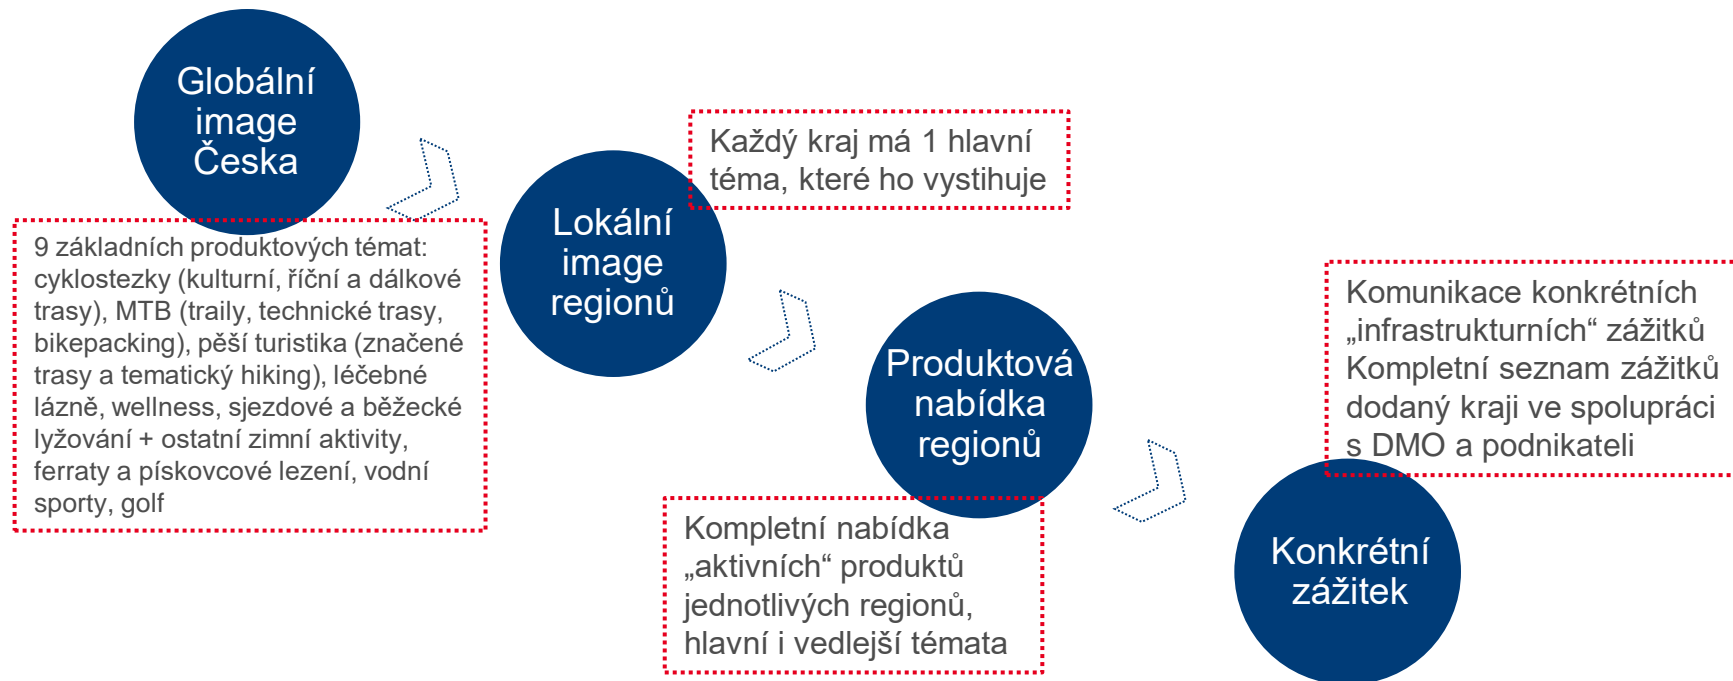 Globální
image
Česka
9 základních produktových témat:
cyklostezky (kulturní, říční a dálkové
trasy), MTB (traily, technické trasy,
bikepacking), pěší turistika (značené
trasy a tematický hiking), léčebné
lázně, wellness, sjezdové a běžecké
lyžování + ostatní zimní aktivity,
ferraty a pískovcové lezení, vodní
sporty, golf
Každý kraj má 1 hlavní
téma, které ho vystihuje
Lokální
image
regionů
Produktová
nabídka
regionů
Kompletní nabídka
„aktivních“ produktů
jednotlivých regionů,
hlavní i vedlejší témata
Komunikace konkrétních
„infrastrukturních“ zážitků
Kompletní seznam zážitků
dodaný kraji ve spolupráci
s DMO a podnikateli
Konkrétní
zážitek